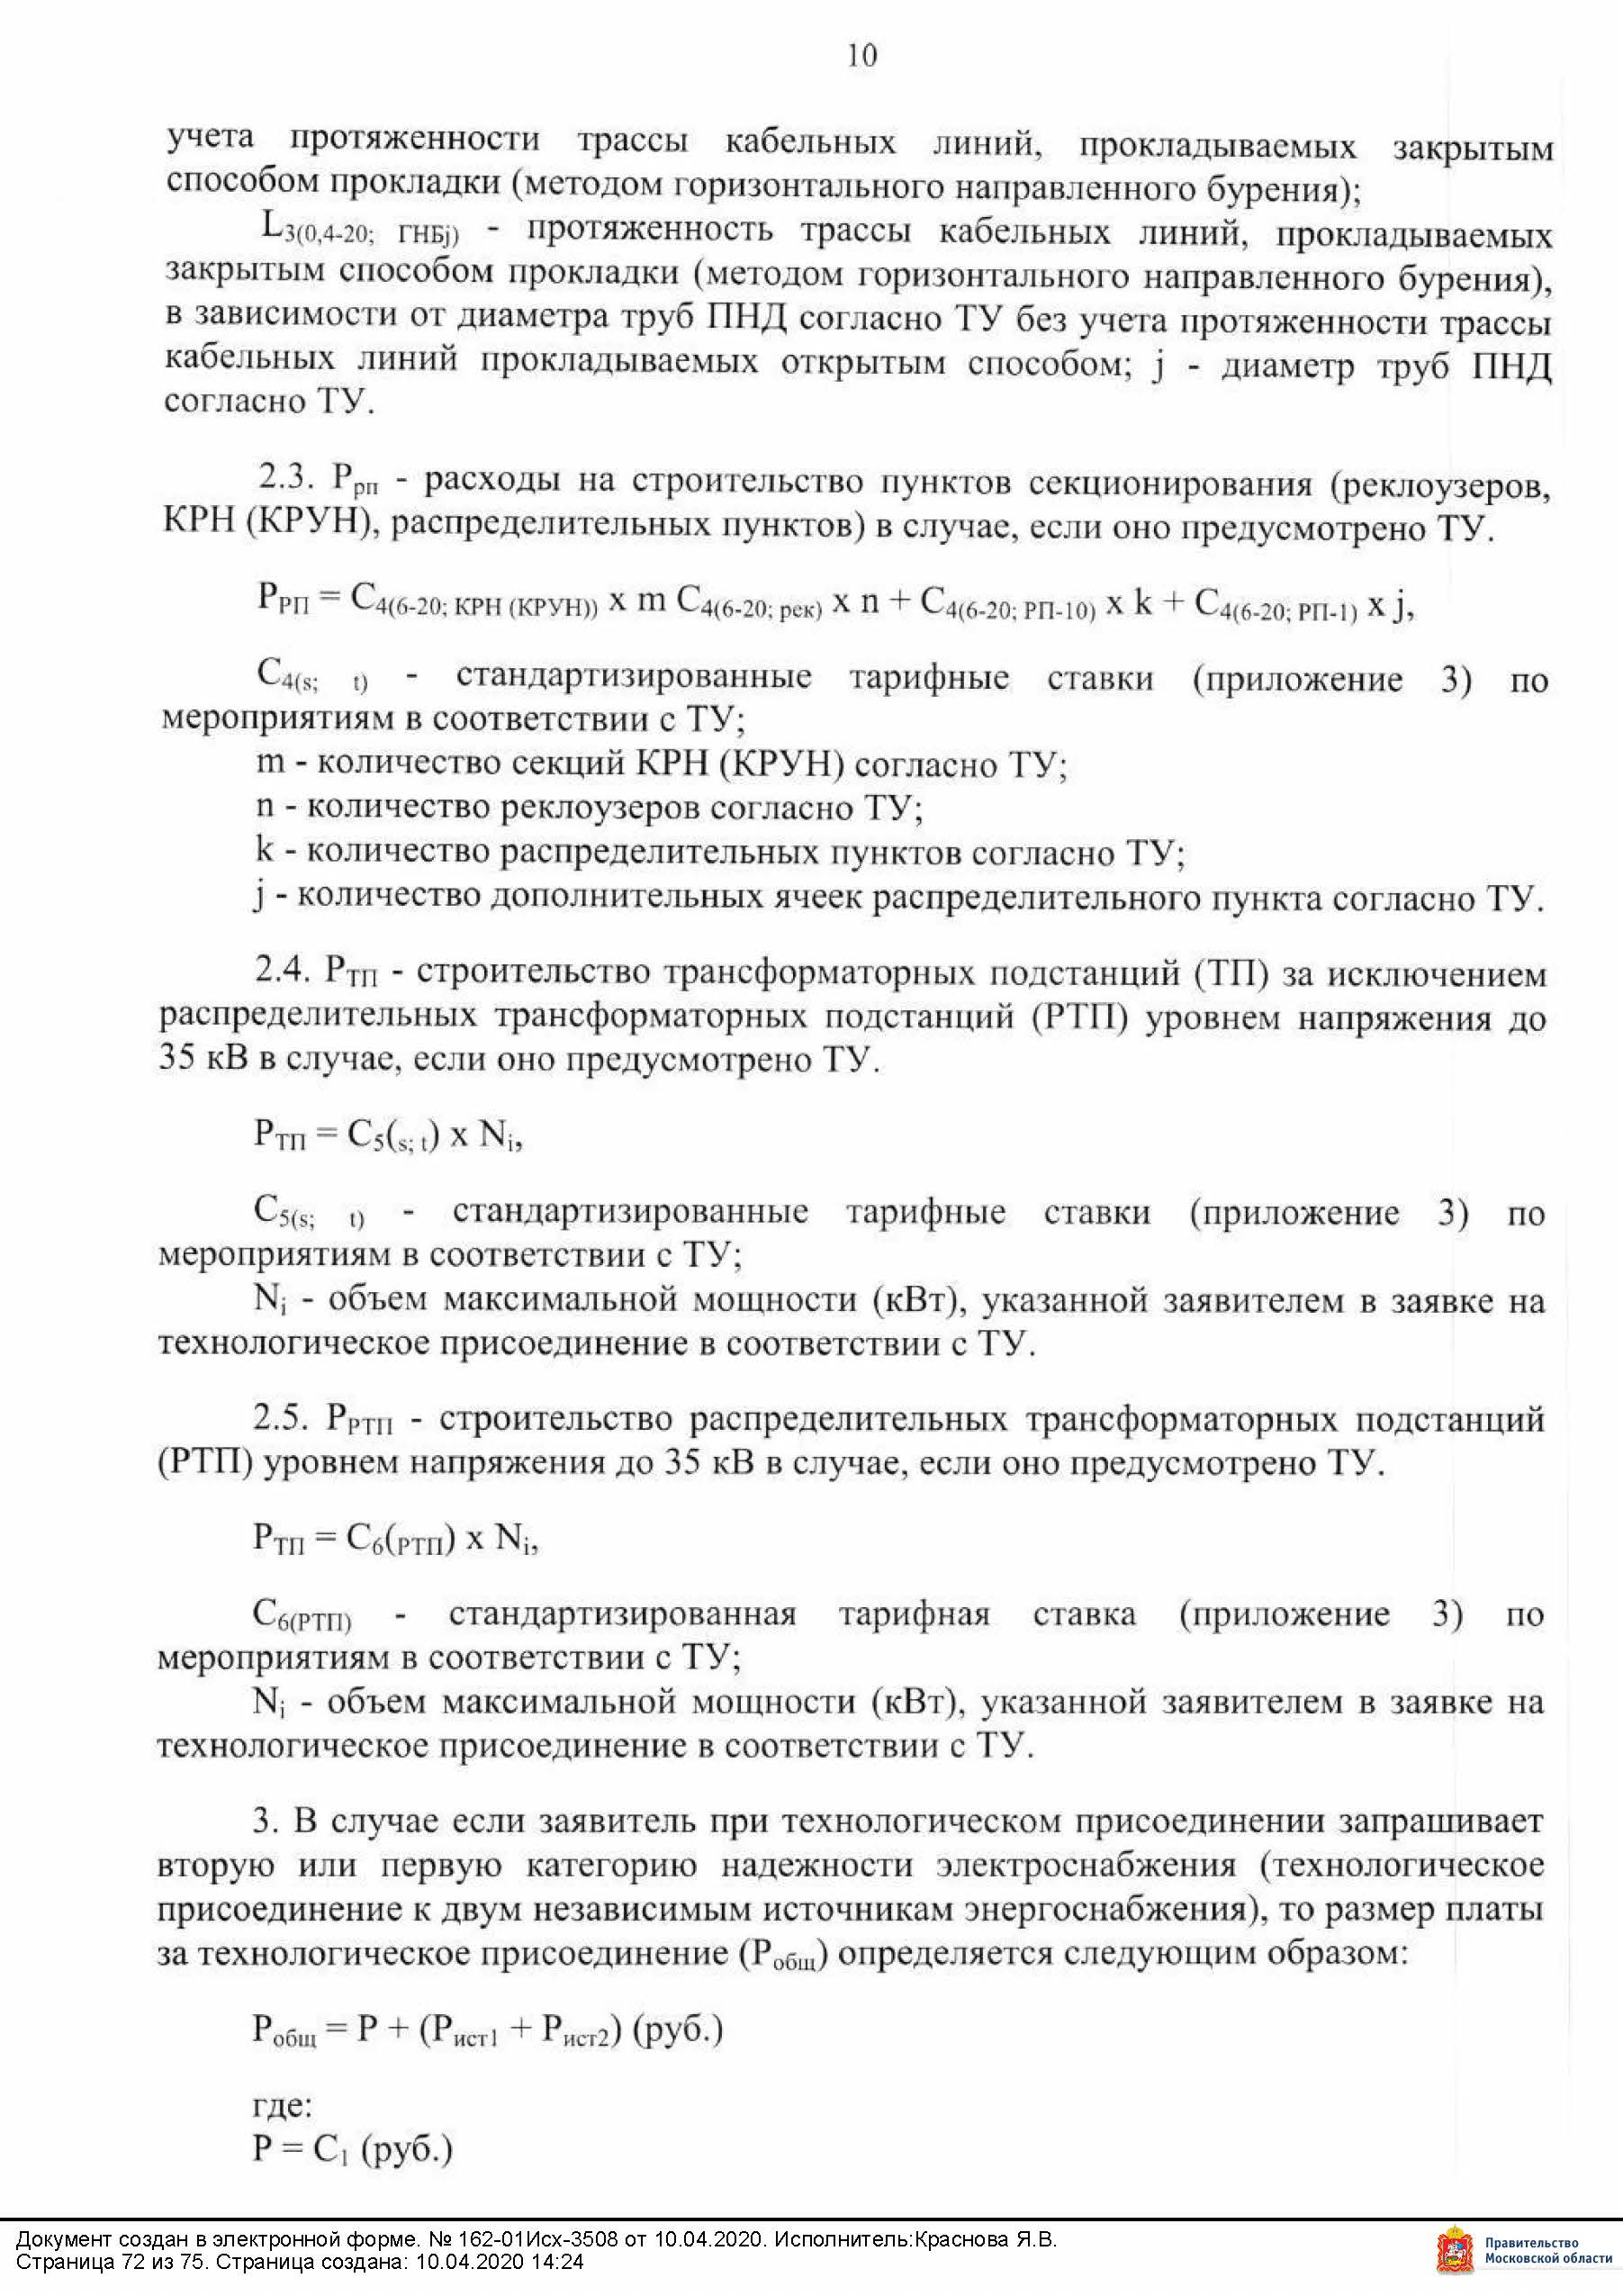 10
учета протяженности трассы кабельных линий, прокладываемых закрытым
способом прокладки (методом горизонтального направленного бурения);
L3(0,4-20; ГНБj) - протяженность трассы кабельных линий, прокладываемых
закрытым способом прокладки (методом горизонтального направленного бурения),
в зависимости от диаметра труб ПНД согласно ТУ без учета протяженности трассы
кабельных линий прокладываемых открытым способом; j - диаметр труб ПНД
согласно ТУ.
2.3. Pрп - расходы на строительство пунктов секционирования (реклоузеров,
КРН (КРУН), распределительных пунктов) в случае, если оно предусмотрено ТУ.
PРП = C4(6-20; КРН (КРУН)) x m C4(6-20; рек) x n + C4(6-20; РП-10) x k + C4(6-20; РП-1) x j,
C4(s; t) - стандартизированные тарифные ставки (приложение 3) по
мероприятиям в соответствии с ТУ;
m - количество секций КРН (КРУН) согласно ТУ;
n - количество реклоузеров согласно ТУ;
k - количество распределительных пунктов согласно ТУ;
j - количество дополнительных ячеек распределительного пункта согласно ТУ.
2.4. PТП - строительство трансформаторных подстанций (ТП) за исключением
распределительных трансформаторных подстанций (РТП) уровнем напряжения до
35 кВ в случае, если оно предусмотрено ТУ.
PТП = C5(s; t) x Ni,
C5(s; t) - стандартизированные тарифные ставки (приложение 3) по
мероприятиям в соответствии с ТУ;
Ni - объем максимальной мощности (кВт), указанной заявителем в заявке на
технологическое присоединение в соответствии с ТУ.
2.5. PРТП - строительство распределительных трансформаторных подстанций
(РТП) уровнем напряжения до 35 кВ в случае, если оно предусмотрено ТУ.
PТП = C6(РТП) x Ni,
C6(РТП) - стандартизированная тарифная ставка (приложение 3) по
мероприятиям в соответствии с ТУ;
Ni - объем максимальной мощности (кВт), указанной заявителем в заявке на
технологическое присоединение в соответствии с ТУ.
3. В случае если заявитель при технологическом присоединении запрашивает
вторую или первую категорию надежности электроснабжения (технологическое
присоединение к двум независимым источникам энергоснабжения), то размер платы
за технологическое присоединение (Pобщ) определяется следующим образом:
Pобщ = P + (Pист1 + Pист2) (руб.)
где:
P = C1 (руб.)
Документ создан в электронной форме. № 162-01Исх-3508 от 10.04.2020. Исполнитель:Краснова Я.В.
Страница 72 из 75. Страница создана: 10.04.2020 14:24
Правительство
Московской области